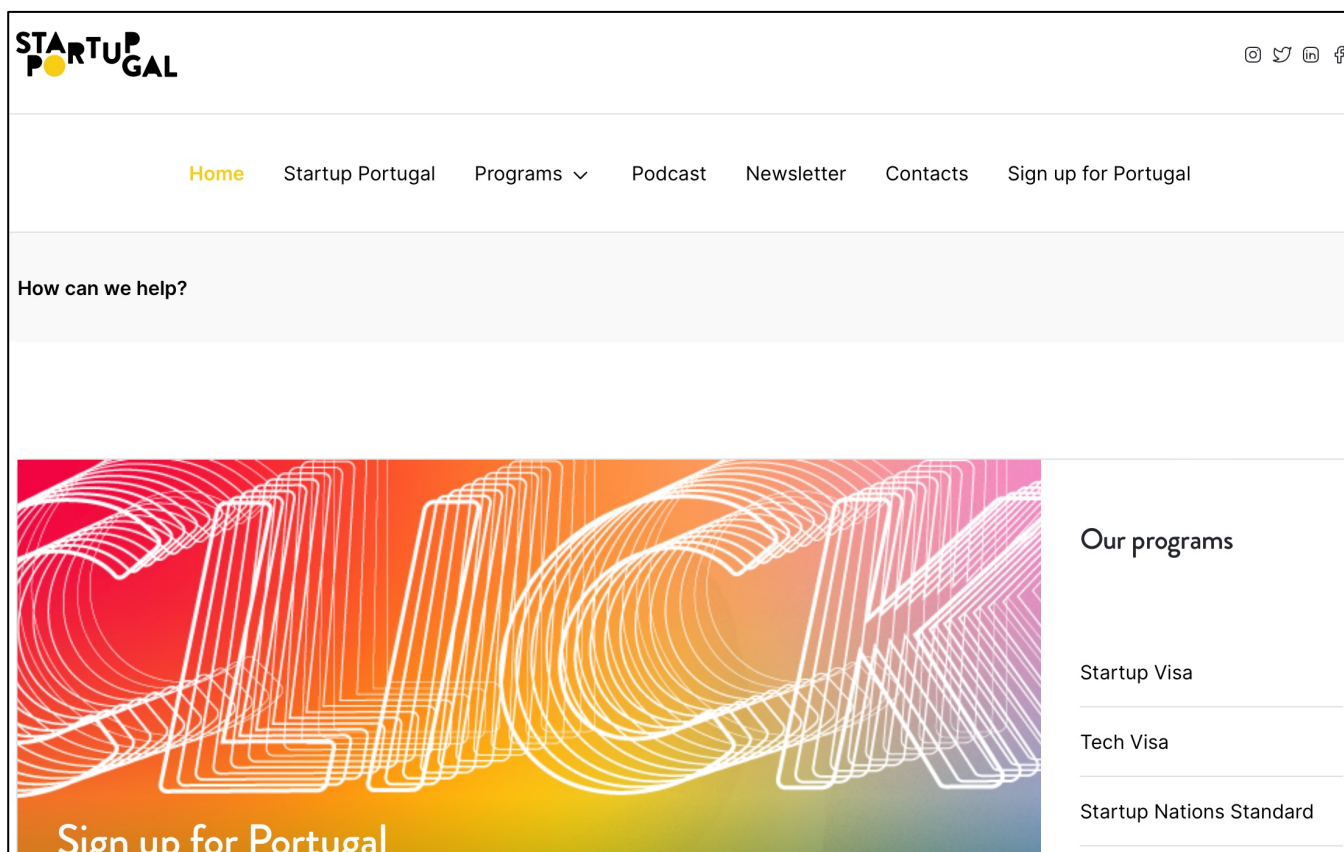 STARTUP
PORTUGAL
Home Startup Portugal Programs Podcast Newsletter Contacts Sign up for Portugal
How can we help?
CLICK
Sign up for Portugal
Our programs
Startup Visa
Tech Visa
Startup Nations Standard